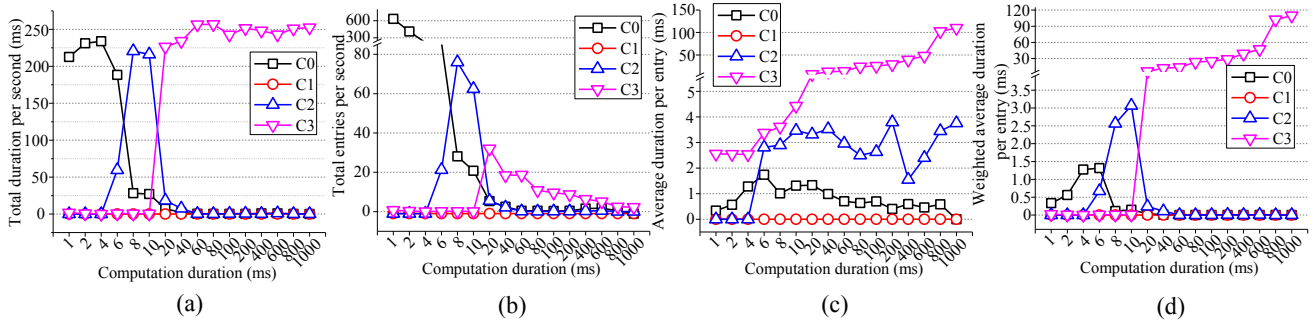 Total duration per second (ms)
250
200
150
100
50
0
C0
C1
C2
C3
1 2 4 6 8 10 20 40 60 80 100 200 400 600 800 1000
Computation duration (ms)
(a)
Total entries per second
600
300
80
60
40
20
0
C0
C1
C2
C3
1 2 4 6 8 10 20 40 60 80 100 200 400 600 800 1000
Computation duration (ms)
(b)
Average duration per entry (ms)
150
100
50
5
4
3
2
1
0
C0
C1
C2
C3
1 2 4 6 8 10 20 40 60 80 100 200 400 600 800 1000
Computation duration (ms)
(c)
Weighted average duration
per entry (ms)
120
90
60
30
3.5
3.0
2.5
2.0
1.5
1.0
0.5
0.0
C0
C1
C2
C3
1 2 4 6 8 10 20 40 60 80 100 200 400 600 800 1000
Computation duration (ms)
(d)